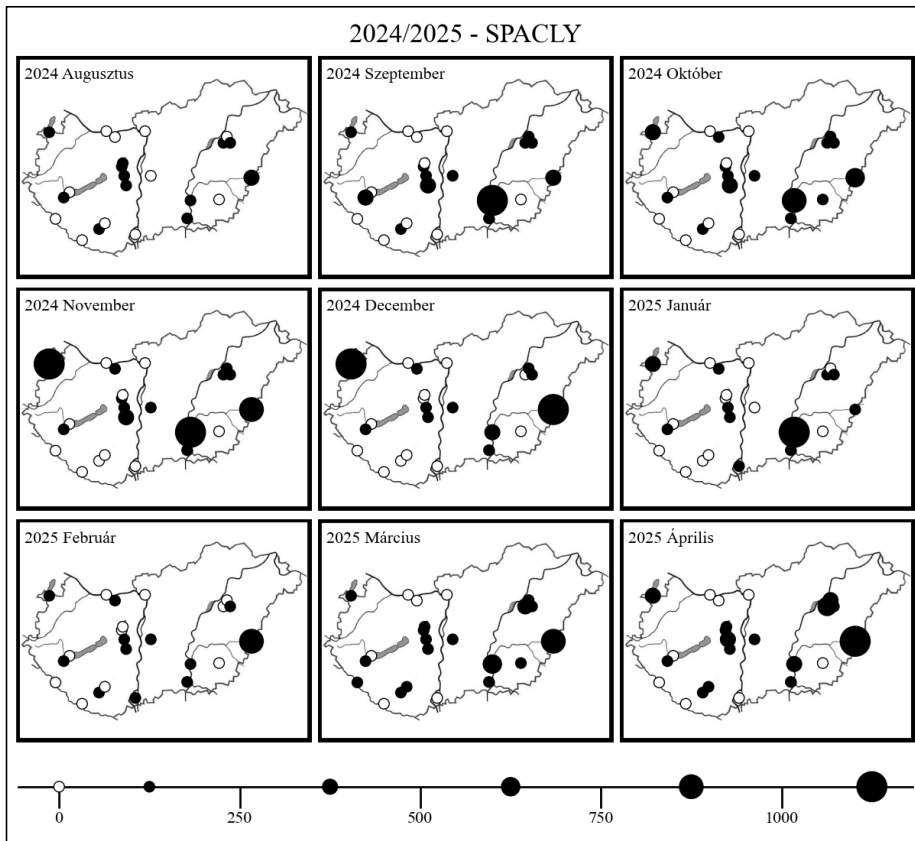 2024/2025 - SPACLY
2024 Augusztus
2024 Szeptember
2024 Október
2024 November
2024 December
2025 Január
2025 Február
2025 Március
2025 Április
0
250
500
750
1000